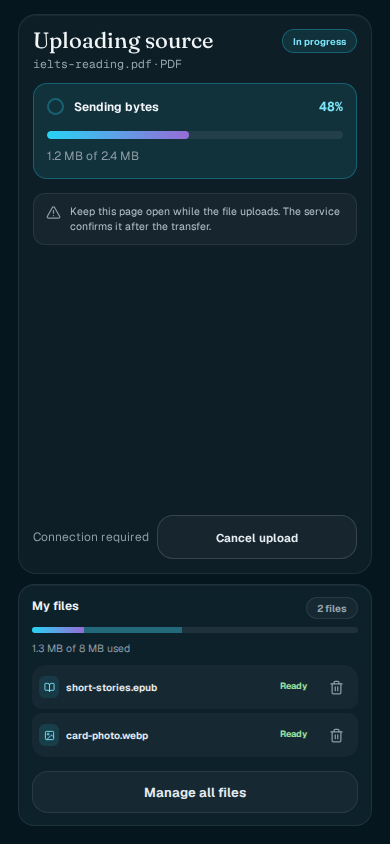 Uploading source
In progress
ielts-reading.pdf · PDF
Sending bytes
48%
1.2 MB of 2.4 MB
Keep this page open while the file uploads. The service
confirms it after the transfer.
Connection required
Cancel upload
My files
2 files
1.3 MB of 8 MB used
short-stories.epub
Ready
card-photo.webp
Ready
Manage all files